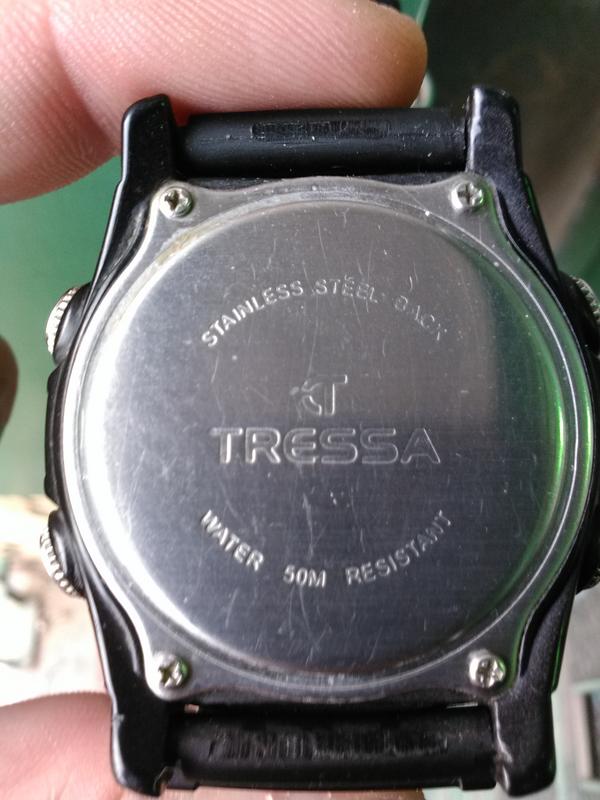 STAINLESS STEEL BACK
T
TRESSA
WATER 50M RESISTANT